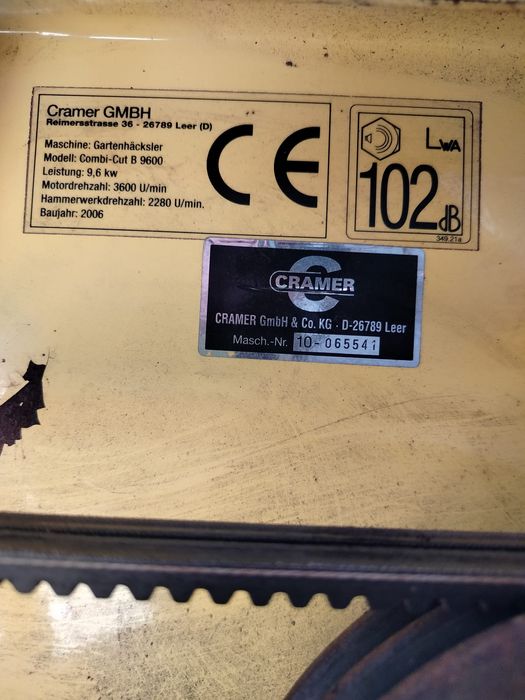 Cramer GMBH
Reimersstrasse 36 - 26789 Leer (D)
Maschine: Gartenhäcksler
Modell: Combi-Cut B 9600
Leistung: 9,6 kw
Motordrehzahl: 3600 U/min
Hammerwerkdrehzahl: 2280 U/min.
Baujahr: 2006
CE
LWA
102dB
349.21a
C
CRAMER
CRAMER GmbH & Co. KG · D-26789 Leer
Masch.-Nr. 10-065541